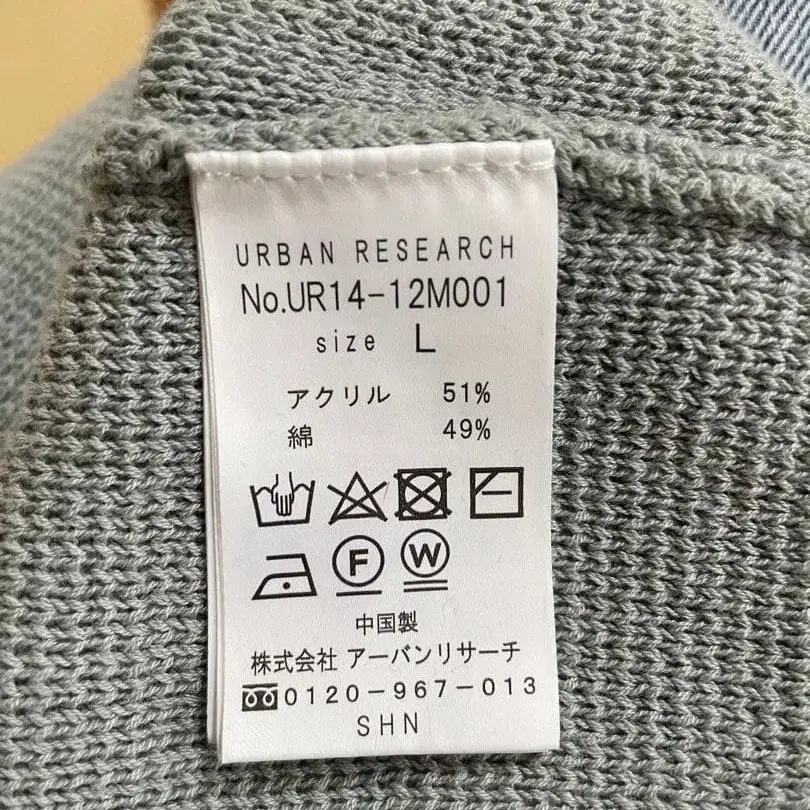 URBAN RESEARCH
No.UR14-12M001
size L
アクリル 51%
綿 49%
F W
中国製
株式会社 アーバンリサーチ
0120-967-013
SHN